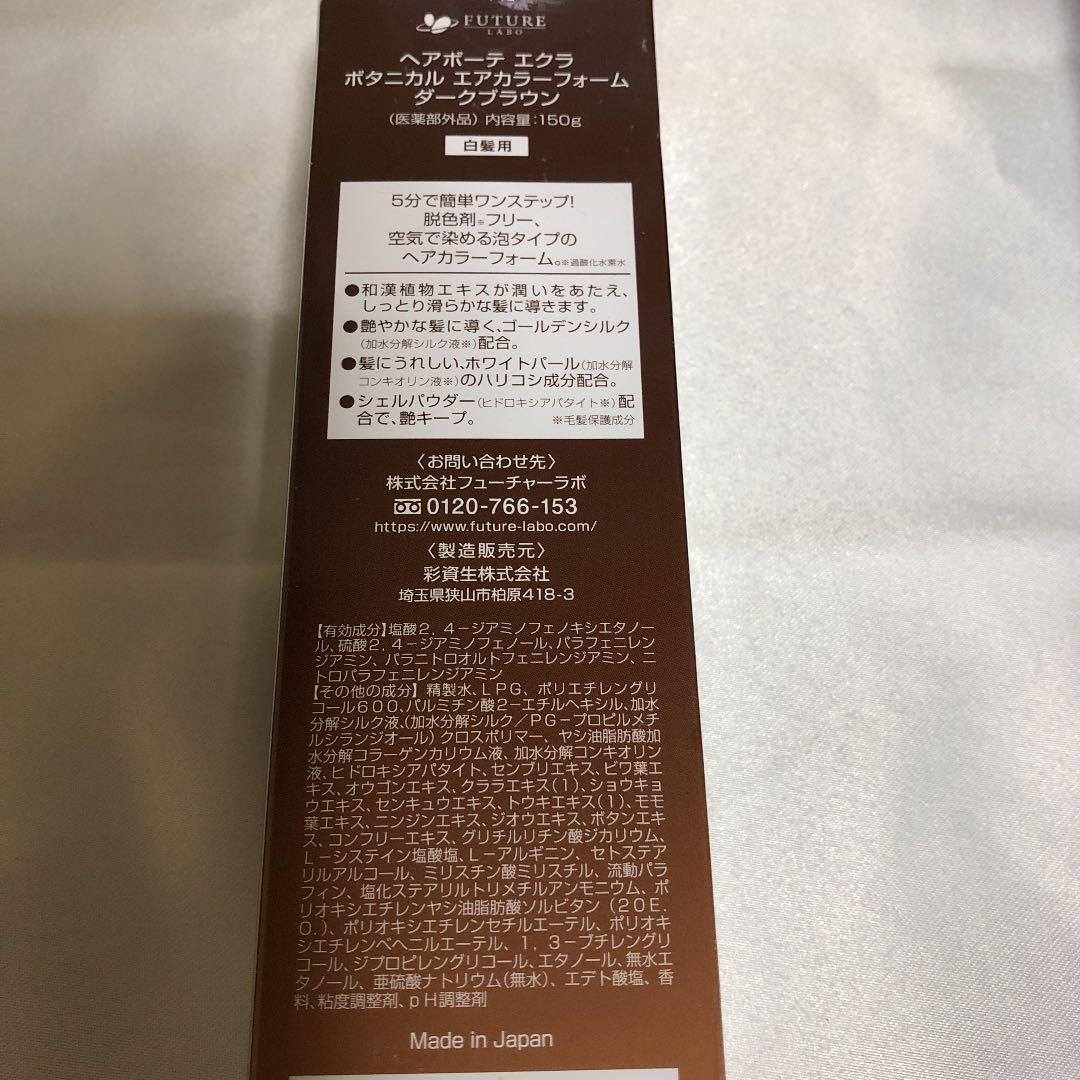 FUTURE
LABO
ヘアボーテ エクラ
ボタニカル エアカラーフォーム
ダークブラウン
(医薬部外品) 内容量:150g
白髪用
5分で簡単ワンステップ!
脱色剤※フリー、
空気で染める泡タイプの
ヘアカラーフォーム。※過酸化水素水
●和漢植物エキスが潤いをあたえ、
しっとり滑らかな髪に導きます。
●艶やかな髪に導く、ゴールデンシルク
(加水分解シルク液※)配合。
●髪にうれしい、ホワイトパール(加水分解
コンキオリン液※)のハリコシ成分配合。
●シェルパウダー(ヒドロキシアパタイト※)配
合で、艶キープ。 ※毛髪保護成分
〈お問い合わせ先〉
株式会社フューチャーラボ
0120-766-153
https://www.future-labo.com/
〈製造販売元〉
彩資生株式会社
埼玉県狭山市柏原418-3
【有効成分】塩酸2,4-ジアミノフェノキシエタノー
ル、硫酸2,4-ジアミノフェノール、パラフェニレン
ジアミン、パラニトロオルトフェニレンジアミン、ニ
トロパラフェニレンジアミン
【その他の成分】精製水、LPG、ポリエチレングリ
コール600、パルミチン酸2-エチルヘキシル、加水
分解シルク液、(加水分解シルク/PG-プロピルメチ
ルシランジオール)クロスポリマー、ヤシ油脂肪酸加
水分解コラーゲンカリウム液、加水分解コンキオリン
液、ヒドロキシアパタイト、センブリエキス、ビワ葉エ
キス、オウゴンエキス、クララエキス(1)、ショウキョ
ウエキス、センキュウエキス、トウキエキス(1)、モモ
葉エキス、ニンジンエキス、ジオウエキス、ボタンエキ
ス、コンフリーエキス、グリチルリチン酸ジカリウム、
L-システイン塩酸塩、L-アルギニン、セトステア
リルアルコール、ミリスチン酸ミリスチル、流動パラ
フィン、塩化ステアリルトリメチルアンモニウム、ポ
リオキシエチレンヤシ油脂肪酸ソルビタン(20E.
O.)、ポリオキシエチレンセチルエーテル、ポリオキ
シエチレンベヘニルエーテル、1,3-ブチレングリ
コール、ジプロピレングリコール、エタノール、無水エ
タノール、亜硫酸ナトリウム(無水)、エデト酸塩、香
料、粘度調整剤、pH調整剤
Made in Japan